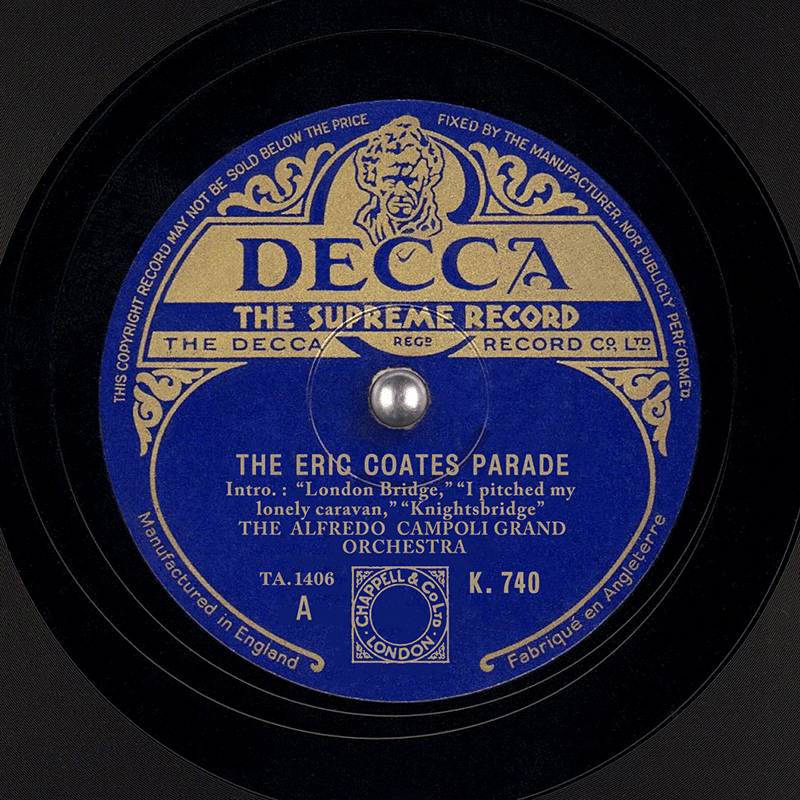 THIS COPYRIGHT RECORD MAY NOT BE SOLD BELOW THE PRICE FIXED BY THE MANUFACTURER, NOR PUBLICLY PERFORMED.
DECCA
THE SUPREME RECORD
THE DECCA REGD RECORD CO, LTD
THE ERIC COATES PARADE
Intro. : “London Bridge,” “I pitched my
lonely caravan,” “Knightsbridge”
THE ALFREDO CAMPOLI GRAND
ORCHESTRA
TA.1406
A
K. 740
CHAPPELL & CO LTD
· LONDON ·
Manufactured in England
Fabriqué en Angleterre